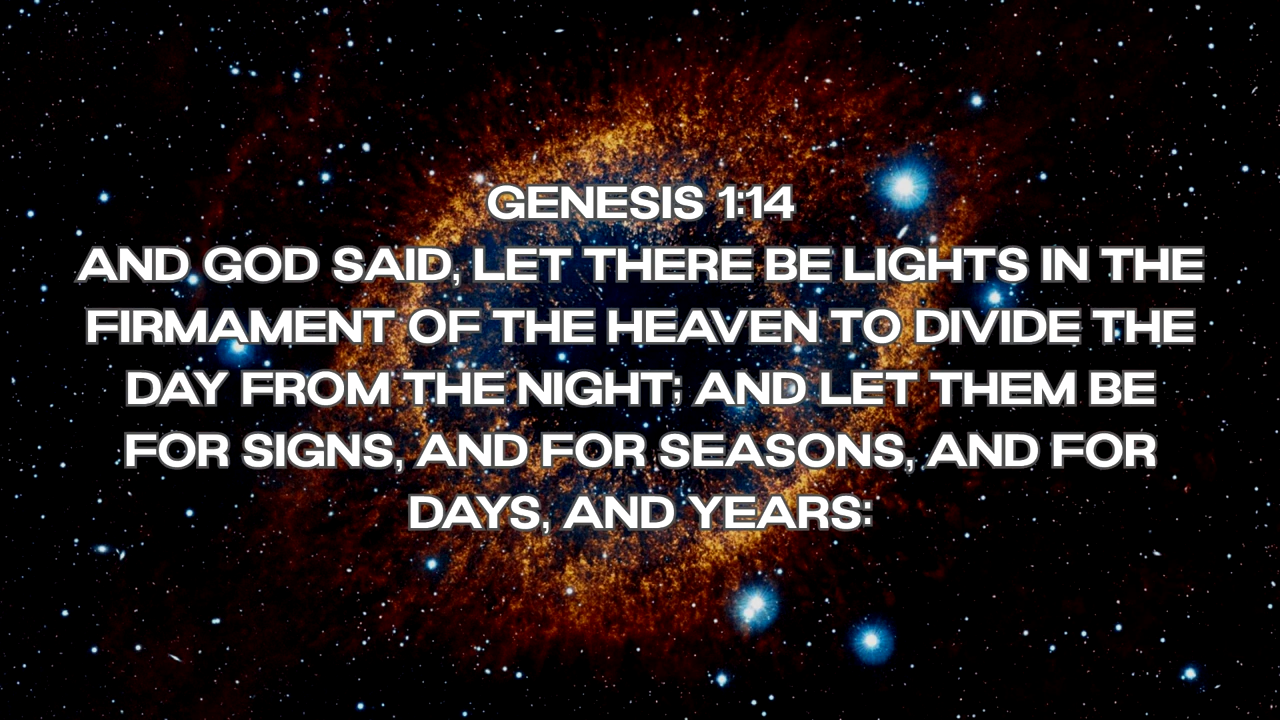 GENESIS 1:14
AND GOD SAID, LET THERE BE LIGHTS IN THE
FIRMAMENT OF THE HEAVEN TO DIVIDE THE
DAY FROM THE NIGHT; AND LET THEM BE
FOR SIGNS, AND FOR SEASONS, AND FOR
DAYS, AND YEARS: